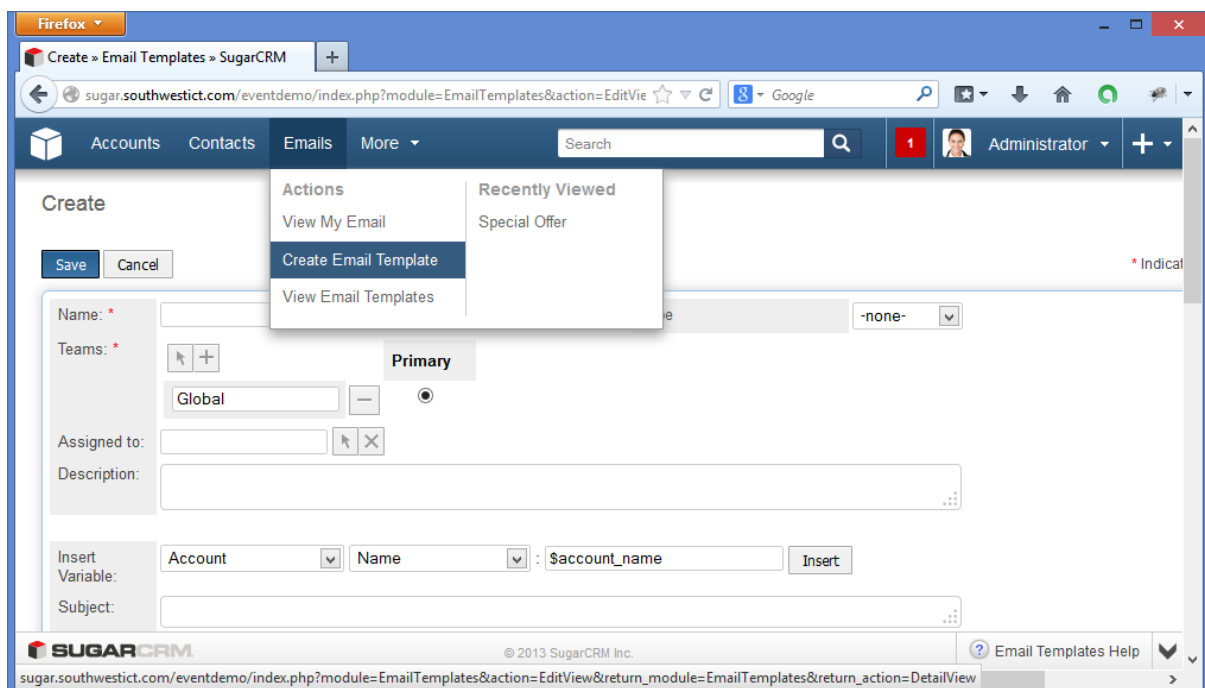 Firefox
Create » Email Templates » SugarCRM
sugar.southwestict.com/eventdemo/index.php?module=EmailTemplates&action=EditVie
Google
Accounts Contacts Emails More Search 1 Administrator
Actions Recently Viewed
Create
View My Email Special Offer
Save Cancel Create Email Template * Indicat
View Email Templates
Name: * -none-
Teams: *
Primary
Global
Assigned to:
Description:
Insert Variable: Account Name : $account_name Insert
Subject:
SUGARCRM © 2013 SugarCRM Inc. ? Email Templates Help
sugar.southwestict.com/eventdemo/index.php?module=EmailTemplates&action=EditView&return_module=EmailTemplates&return_action=DetailView